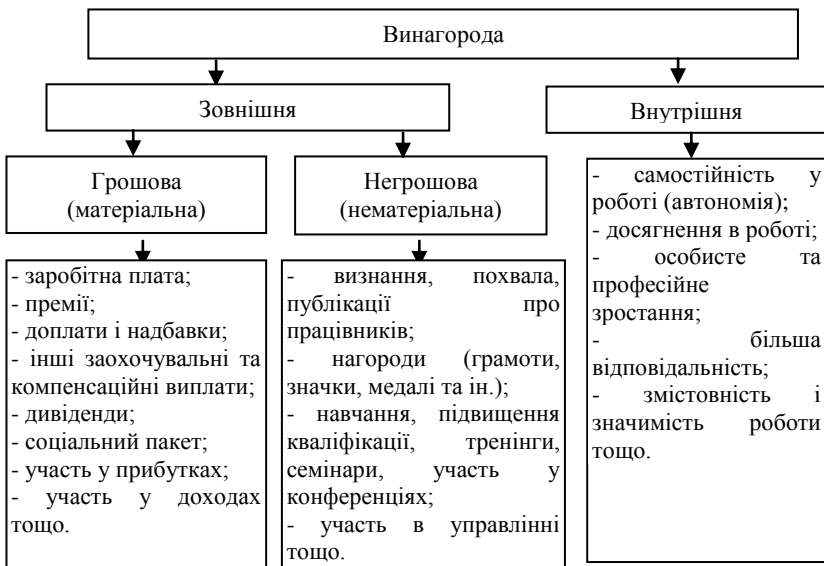 Винагорода
Зовнішня
Внутрішня
Грошова
(матеріальна)
Негрошова
(нематеріальна)
- заробітна плата;
- премії;
- доплати і надбавки;
- інші заохочувальні та
компенсаційні виплати;
- дивіденди;
- соціальний пакет;
- участь у прибутках;
- участь у доходах
тощо.
- визнання, похвала,
публікації про
працівників;
- нагороди (грамоти,
значки, медалі та ін.);
- навчання, підвищення
кваліфікації, тренінги,
семінари, участь у
конференціях;
- участь в управлінні
тощо.
- самостійність у
роботі (автономія);
- досягнення в роботі;
- особисте та
професійне
зростання;
- більша
відповідальність;
- змістовність і
значимість роботи
тощо.